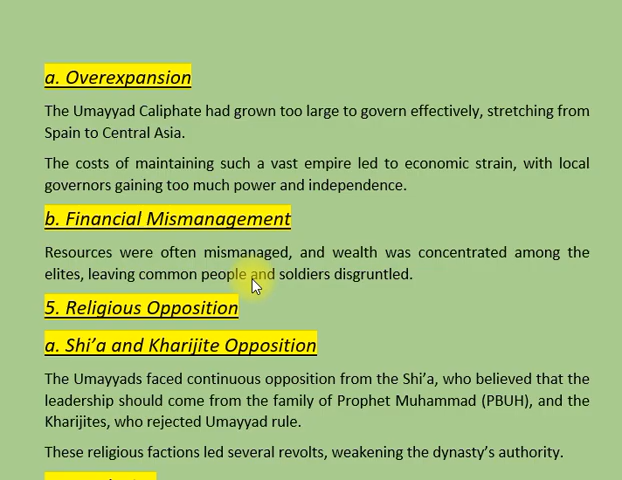 a. Overexpansion
The Umayyad Caliphate had grown too large to govern effectively, stretching from
Spain to Central Asia.
The costs of maintaining such a vast empire led to economic strain, with local
governors gaining too much power and independence.
b. Financial Mismanagement
Resources were often mismanaged, and wealth was concentrated among the
elites, leaving common people and soldiers disgruntled.
5. Religious Opposition
a. Shi’a and Kharijite Opposition
The Umayyads faced continuous opposition from the Shi’a, who believed that the
leadership should come from the family of Prophet Muhammad (PBUH), and the
Kharijites, who rejected Umayyad rule.
These religious factions led several revolts, weakening the dynasty’s authority.